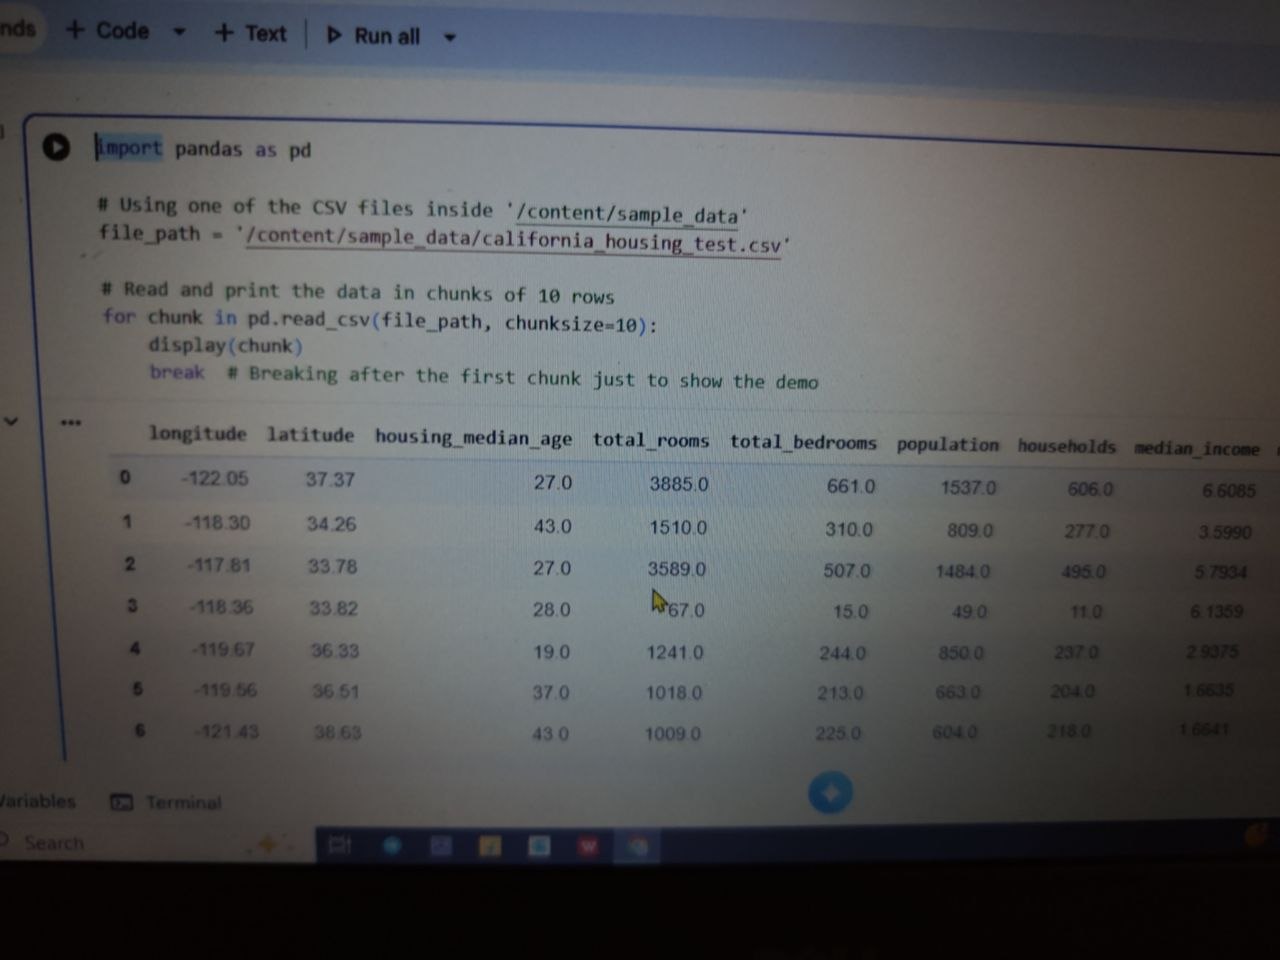 nds + Code + Text Run all
import pandas as pd
# Using one of the CSV files inside '/content/sample_data'
file_path = '/content/sample_data/california_housing_test.csv'
# Read and print the data in chunks of 10 rows
for chunk in pd.read_csv(file_path, chunksize=10):
display(chunk)
break # Breaking after the first chunk just to show the demo
longitude latitude housing_median_age total_rooms total_bedrooms population households median_income
0 -122.05 37.37 27.0 3885.0 661.0 1537.0 606.0 6.6085
1 -118.30 34.26 43.0 1510.0 310.0 809.0 277.0 3.5990
2 -117.81 33.78 27.0 3589.0 507.0 1484.0 495.0 5.7934
3 -118.36 33.82 28.0 67.0 15.0 49.0 11.0 6.1359
4 -119.67 36.33 19.0 1241.0 244.0 850.0 237.0 2.9375
5 -119.56 36.51 37.0 1018.0 213.0 663.0 204.0 1.6635
6 -121.43 38.63 43.0 1009.0 225.0 604.0 218.0 1.6641
Variables Terminal
Search